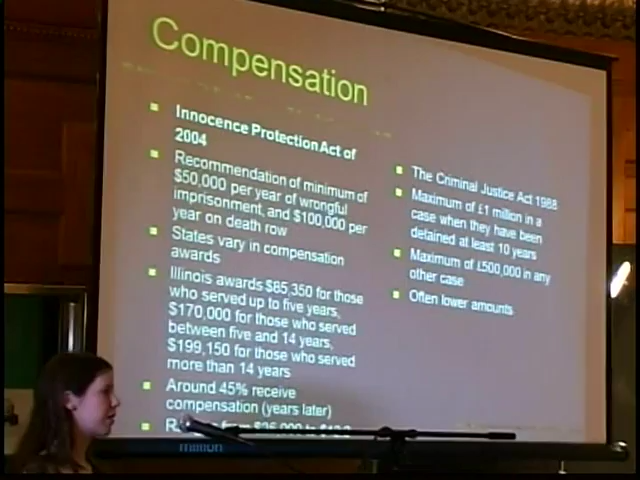 Compensation
Innocence Protection Act of
2004
Recommendation of minimum of
$50,000 per year of wrongful
imprisonment, and $100,000 per
year on death row
States vary in compensation
awards
Illinois awards $85,350 for those
who served up to five years,
$170,000 for those who served
between five and 14 years,
$199,150 for those who served
more than 14 years
Around 45% receive
compensation (years later)
million
The Criminal Justice Act 1988
Maximum of £1 million in a
case when they have been
detained at least 10 years
Maximum of £500,000 in any
other case
Often lower amounts